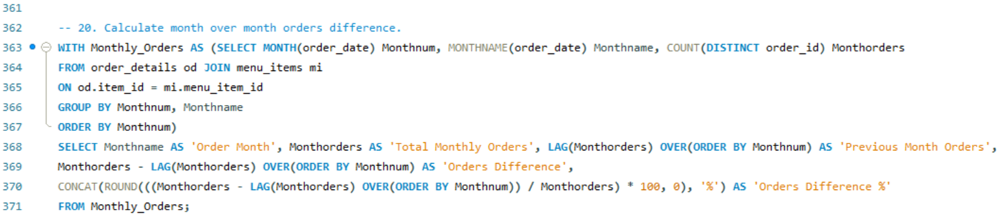 361
362 -- 20. Calculate month over month orders difference.
363 WITH Monthly_Orders AS (SELECT MONTH(order_date) Monthnum, MONTHNAME(order_date) Monthname, COUNT(DISTINCT order_id) Monthorders
364 FROM order_details od JOIN menu_items mi
365 ON od.item_id = mi.menu_item_id
366 GROUP BY Monthnum, Monthname
367 ORDER BY Monthnum)
368 SELECT Monthname AS 'Order Month', Monthorders AS 'Total Monthly Orders', LAG(Monthorders) OVER(ORDER BY Monthnum) AS 'Previous Month Orders',
369 Monthorders - LAG(Monthorders) OVER(ORDER BY Monthnum) AS 'Orders Difference',
370 CONCAT(ROUND(((Monthorders - LAG(Monthorders) OVER(ORDER BY Monthnum)) / Monthorders) * 100, 0), '%') AS 'Orders Difference %'
371 FROM Monthly_Orders;